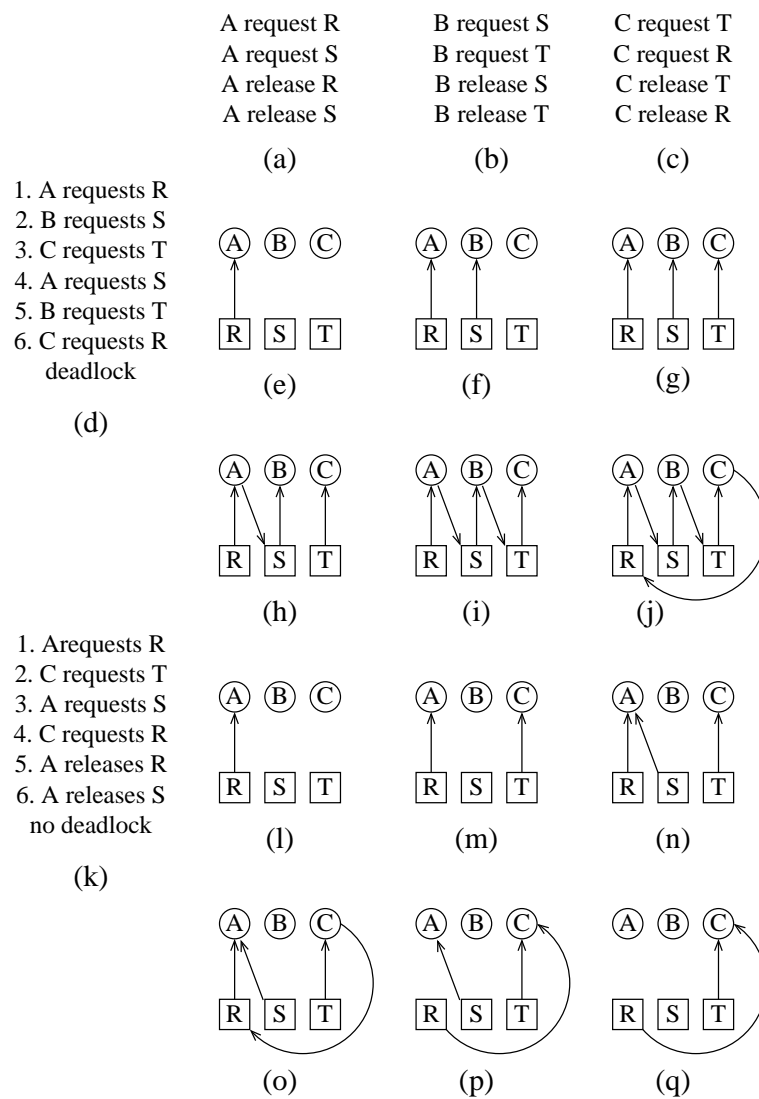 A request R
A request S
A release R
A release S
(a)
B request S
B request T
B release S
B release T
(b)
C request T
C request R
C release T
C release R
(c)
1. A requests R
2. B requests S
3. C requests T
4. A requests S
5. B requests T
6. C requests R
deadlock
(d)
A B C
R S T
(e)
A B C
R S T
(f)
A B C
R S T
(g)
A B C
R S T
(h)
A B C
R S T
(i)
A B C
R S T
(j)
1. Arequests R
2. C requests T
3. A requests S
4. C requests R
5. A releases R
6. A releases S
no deadlock
(k)
A B C
R S T
(l)
A B C
R S T
(m)
A B C
R S T
(n)
A B C
R S T
(o)
A B C
R S T
(p)
A B C
R S T
(q)